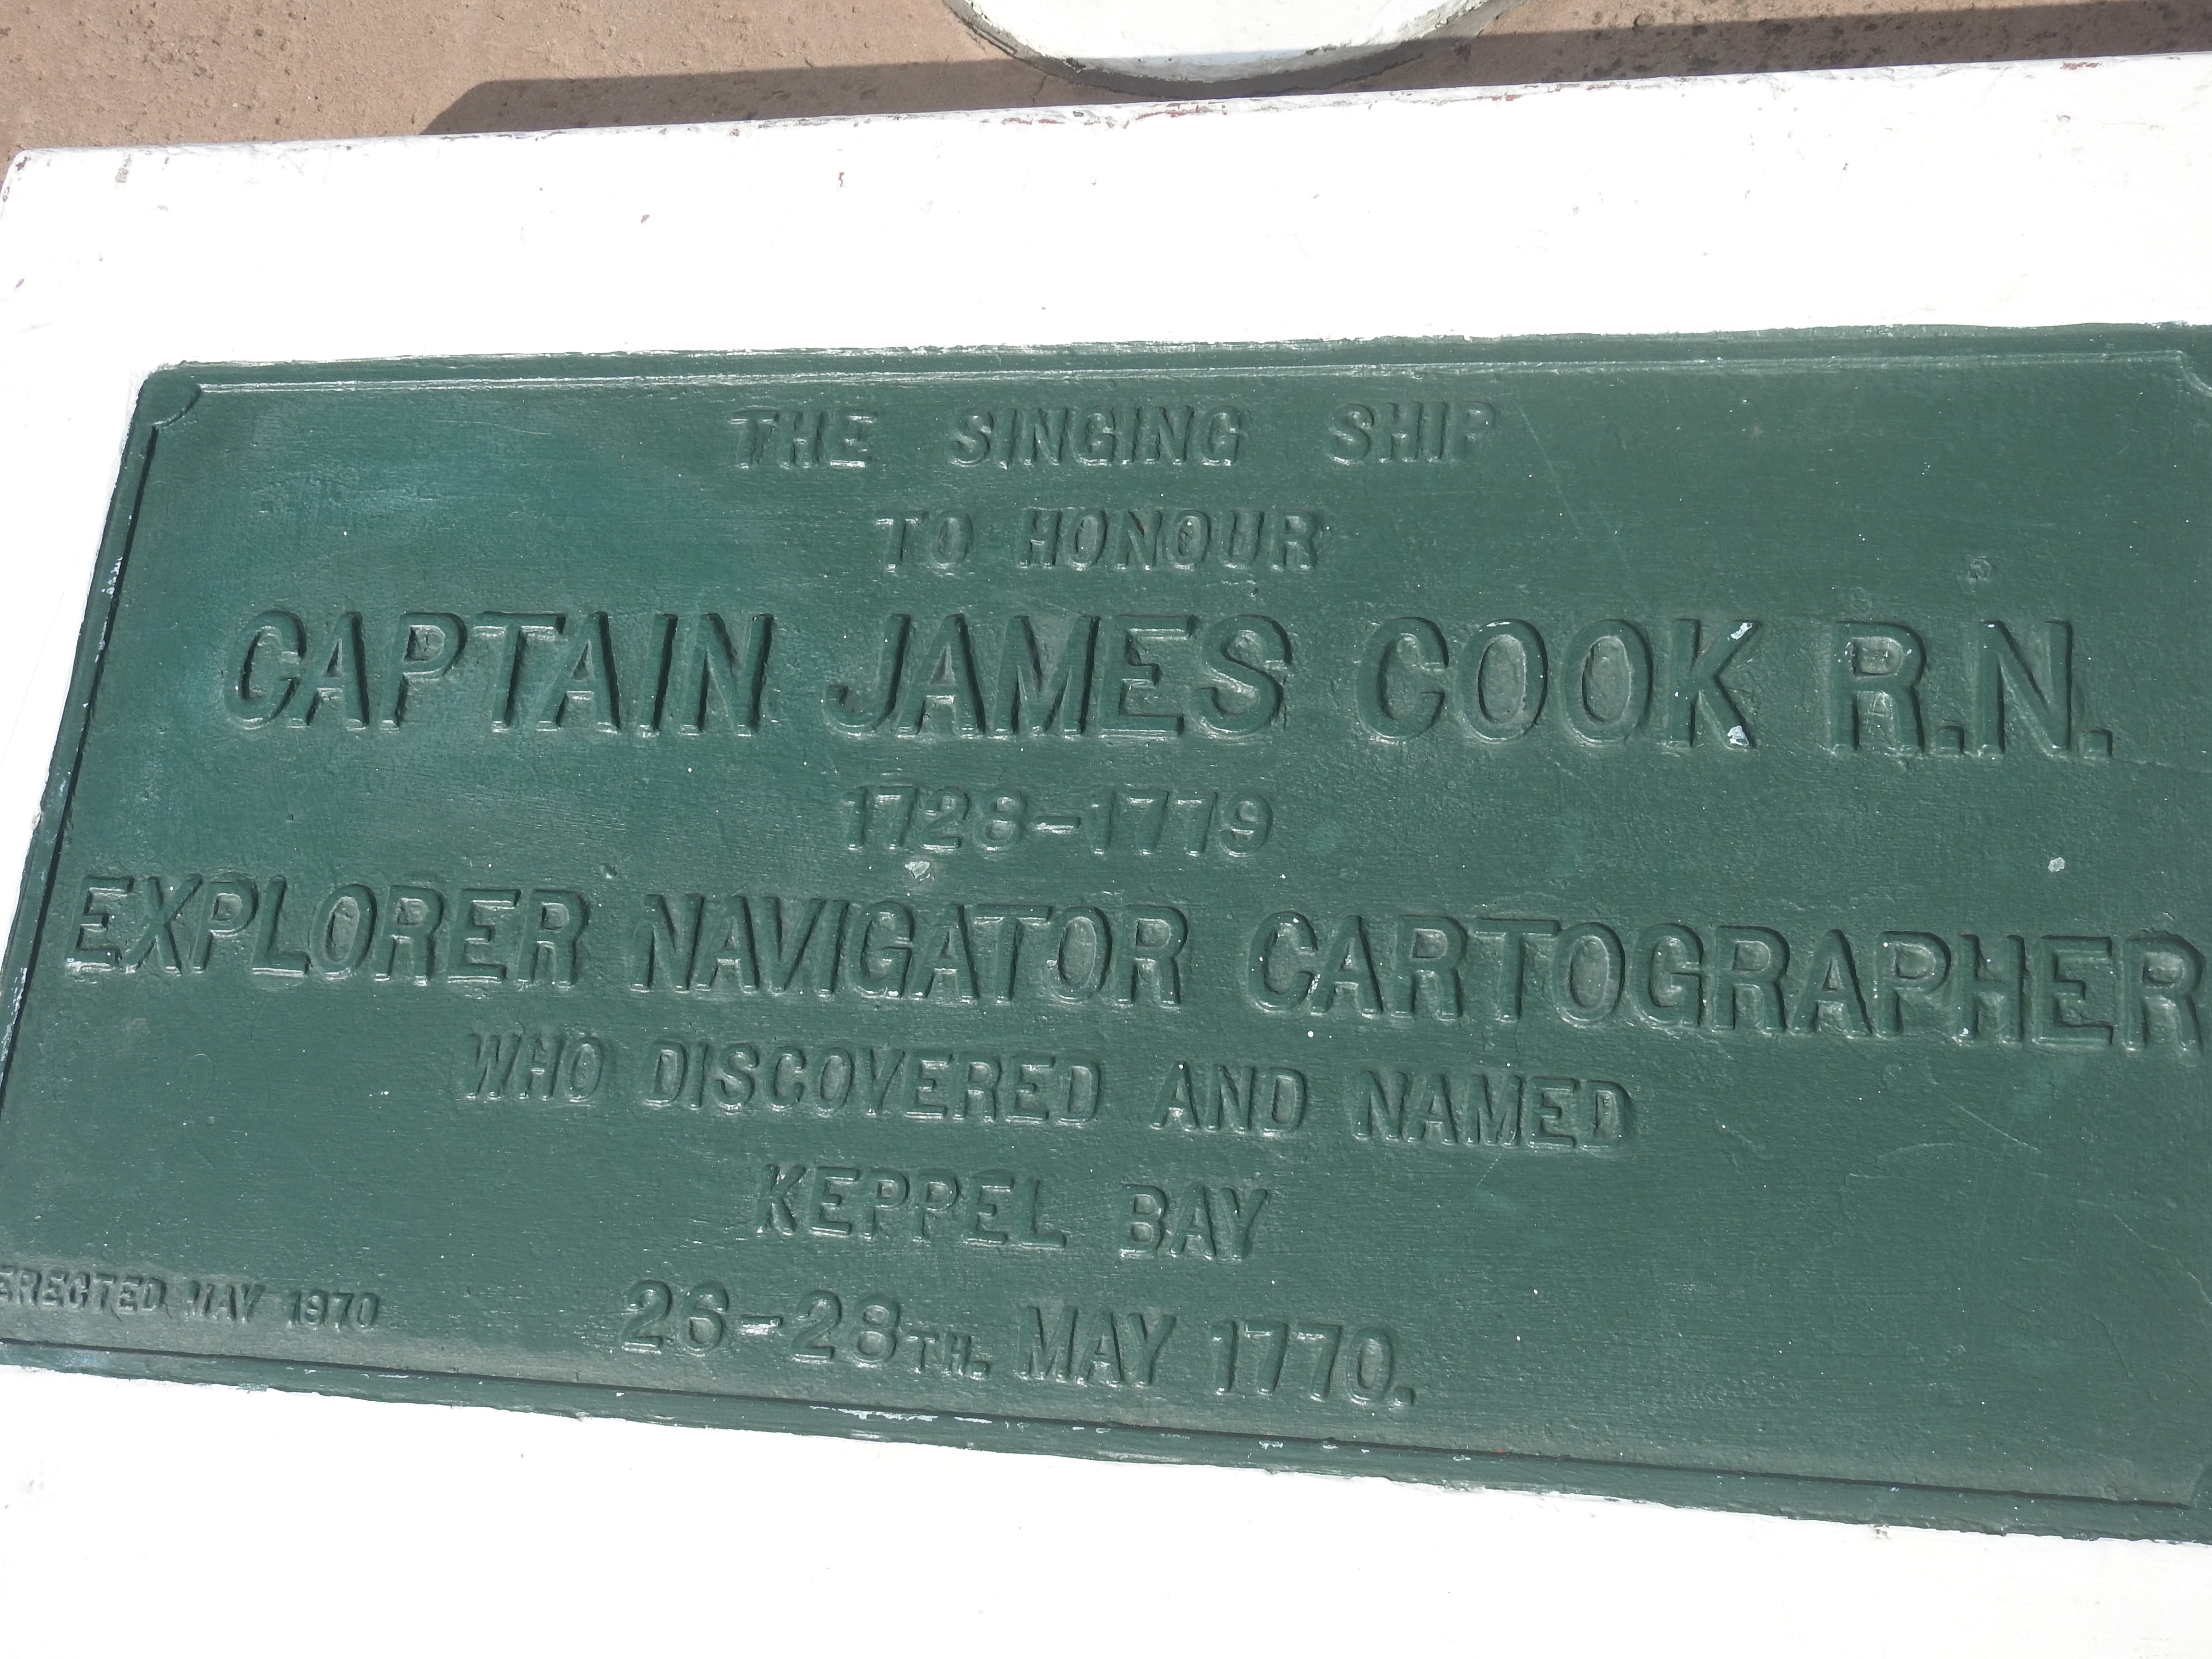 THE SINGING SHIP
TO HONOUR
CAPTAIN JAMES COOK R.N.
1728-1779
EXPLORER NAVIGATOR CARTOGRAPHER
WHO DISCOVERED AND NAMED
KEPPEL BAY
26-28TH. MAY 1770.
ERECTED MAY 1970